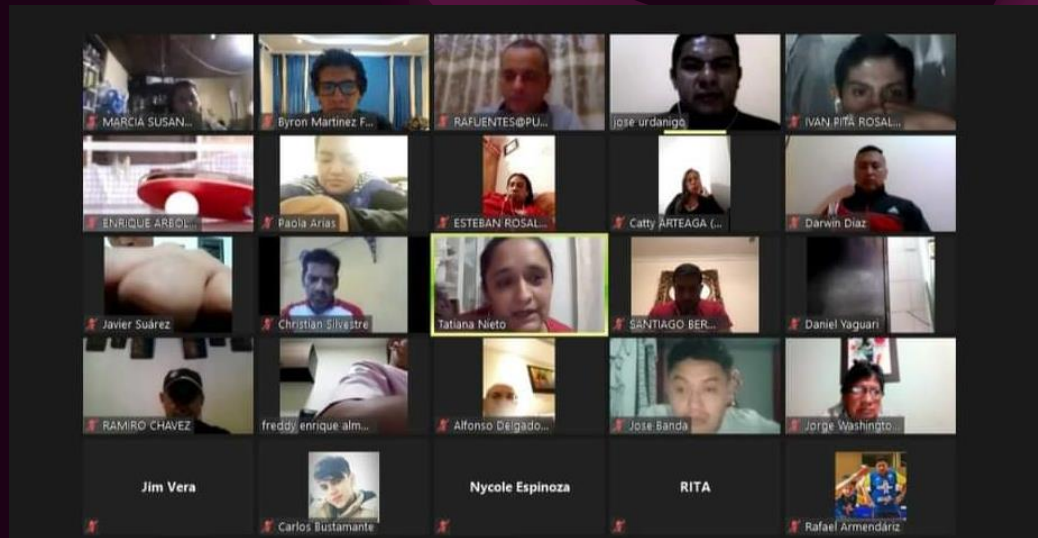 MARCIA SUSAN...
Byron Martinez F...
RAFUENTES@PU...
jose urdanigo
IVAN PITA ROSAL...
ENRIQUE ARBOL...
Paola Arias
ESTEBAN ROSAL...
Catty ARTEAGA (...
Darwin Diaz
Javier Suárez
Christian Silvestre
Tatiana Nieto
SANTIAGO BER...
Daniel Yaguari
RAMIRO CHAVEZ
freddy enrique alm...
Alfonso Delgado...
Jose Banda
Jorge Washingto...
Jim Vera
Carlos Bustamante
Nycole Espinoza
RITA
Rafael Armendáriz